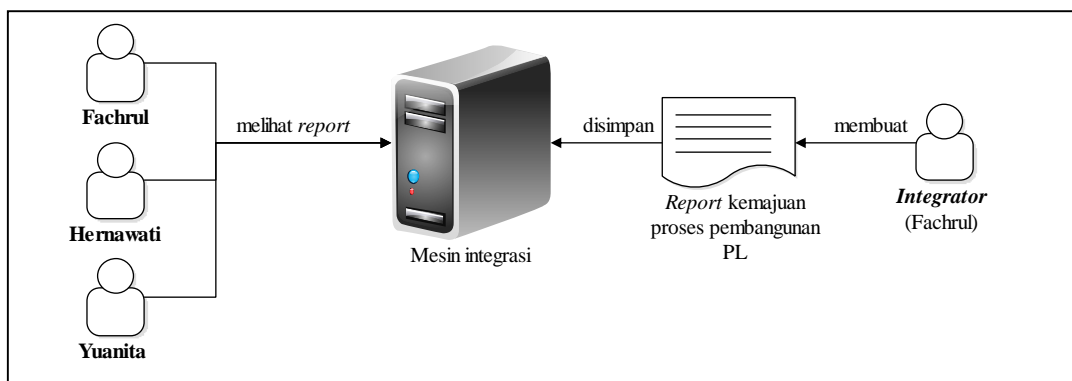 Fachrul
Hernawati
Yuanita
melihat report
Mesin integrasi
disimpan
Report kemajuan
proses pembangunan
PL
membuat
Integrator
(Fachrul)